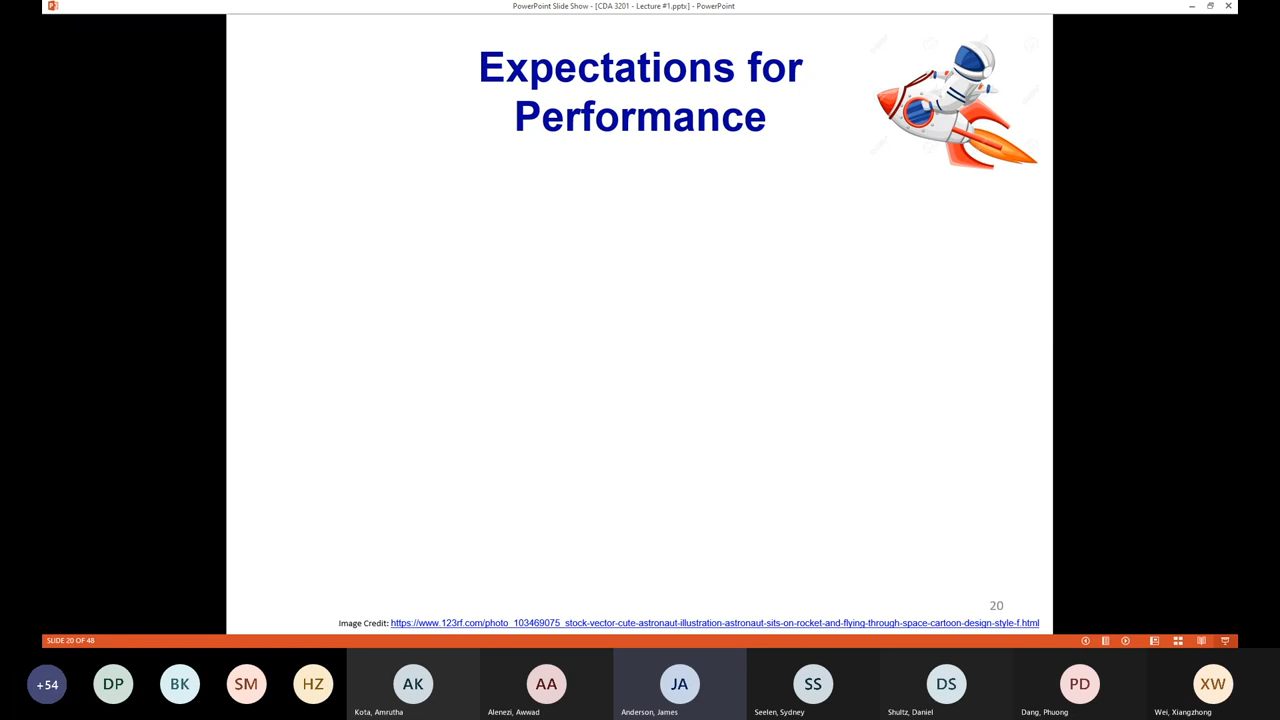 PowerPoint Slide Show - [CDA 3201 - Lecture #1.pptx] - PowerPoint
Expectations for
Performance
20
Image Credit: https://www.123rf.com/photo_103469075_stock-vector-cute-astronaut-illustration-astronaut-sits-on-rocket-and-flying-through-space-cartoon-design-style-f.html
SLIDE 20 OF 48
+54
DP
BK
SM
HZ
AK
AA
JA
SS
DS
PD
XW
Kota, Amrutha
Alenezi, Awwad
Anderson, James
Seelen, Sydney
Shultz, Daniel
Dang, Phuong
Wei, Xiangzhong